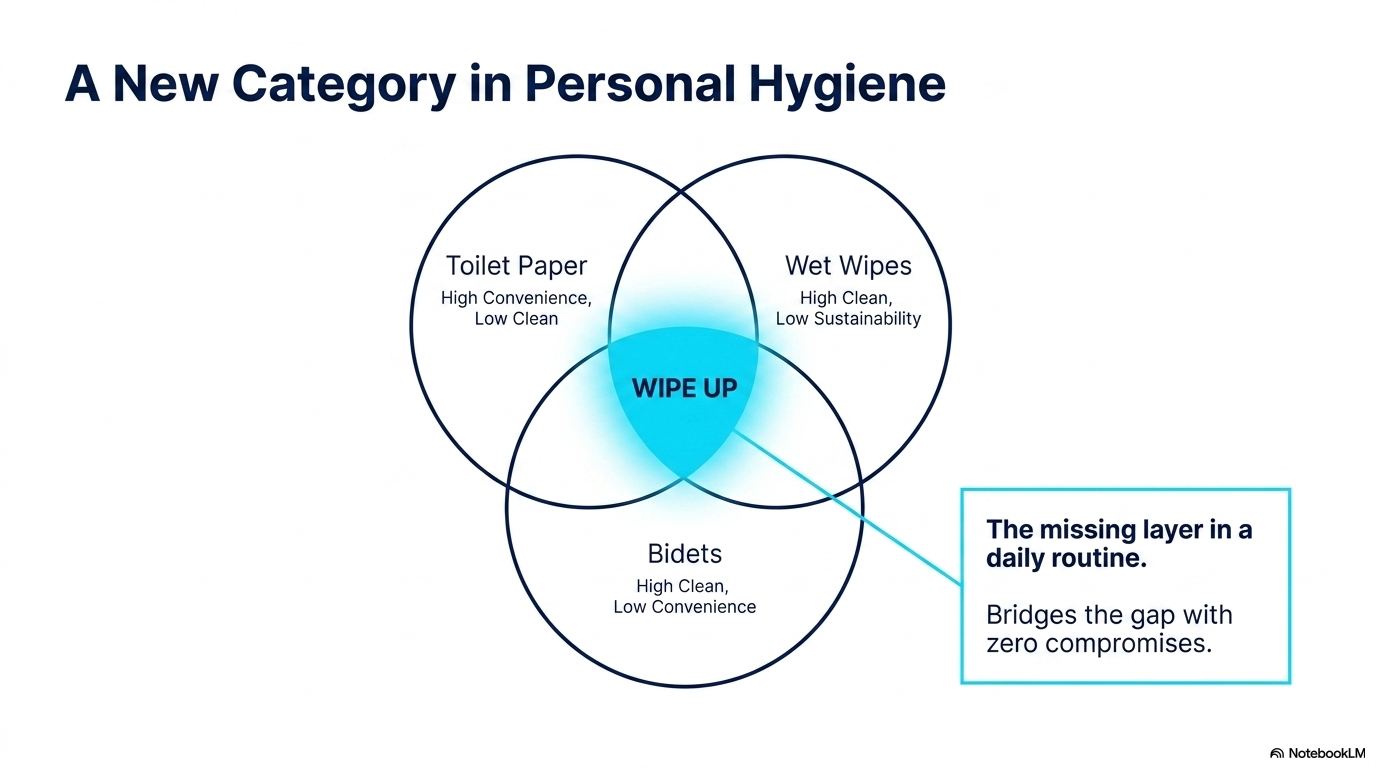 A New Category in Personal Hygiene
Toilet Paper
High Convenience,
Low Clean
Wet Wipes
High Clean,
Low Sustainability
WIPE UP
Bidets
High Clean,
Low Convenience
The missing layer in a
daily routine.
Bridges the gap with
zero compromises.
NotebookLM